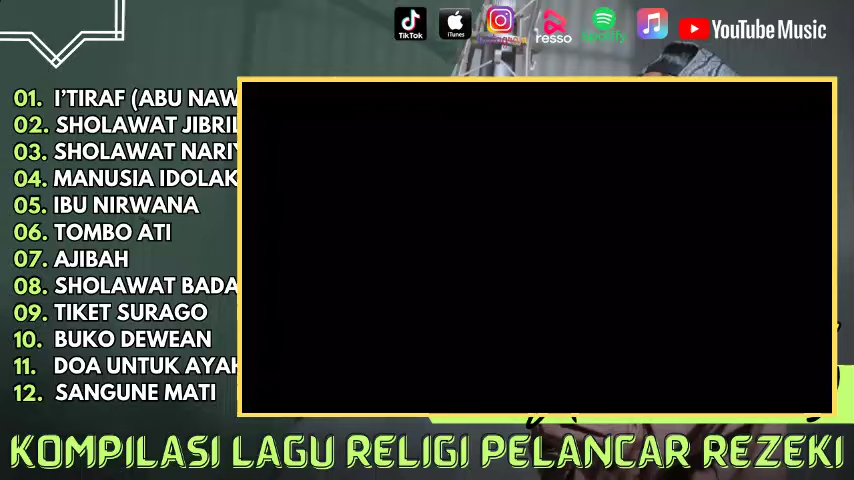 TikTok
iTunes
resso
Spotify
YouTube Music
01. I'TIRAF (ABU NAW
02. SHOLAWAT JIBRIL
03. SHOLAWAT NARIY
04. MANUSIA IDOLAK
05. IBU NIRWANA
06. TOMBO ATI
07. AJIBAH
08. SHOLAWAT BADA
09. TIKET SURAGO
10. BUKO DEWEAN
11. DOA UNTUK AYAH
12. SANGUNE MATI
KOMPILASI LAGU RELIGI PELANCAR REZEKI